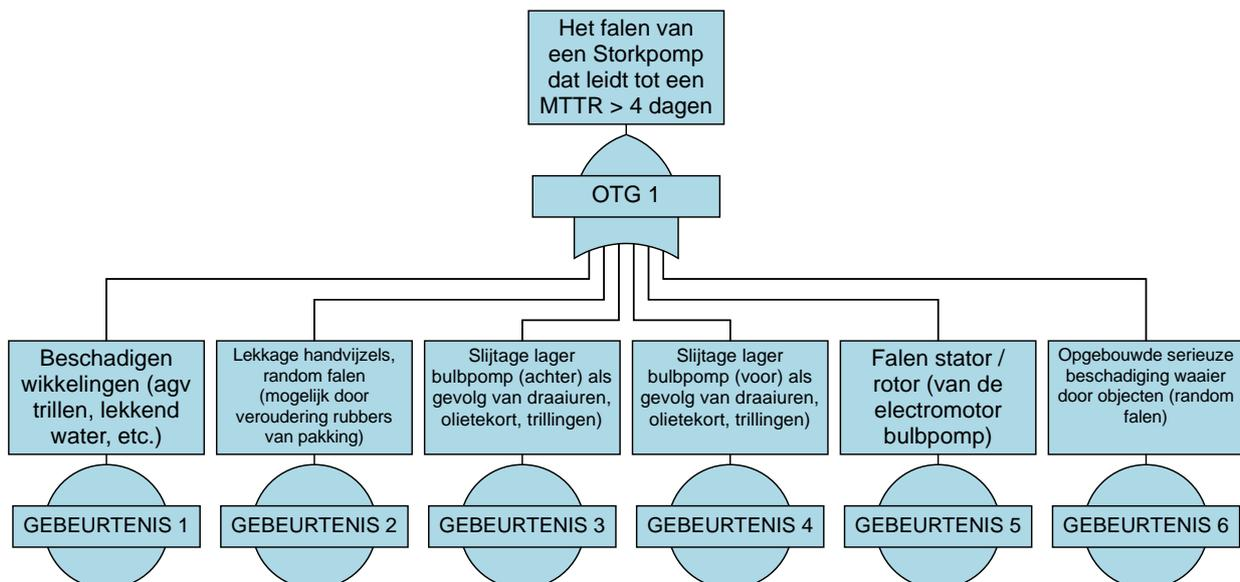 Het falen van
een Storkpomp
dat leidt tot een
MTTR > 4 dagen
OTG 1
Beschadigen
wikkelingen (agv
trillen, lekkend
water, etc.)
Lekkage handvijzels,
random falen
(mogelijk door
veroudering rubbers
van pakking)
Slijtage lager
bulbpomp (achter) als
gevolg van draaiuren,
olietekort, trillingen)
Slijtage lager
bulbpomp (voor) als
gevolg van draaiuren,
olietekort, trillingen)
Falen stator /
rotor (van de
electromotor
bulbpomp)
Opgebouwde serieuze
beschadiging waaier
door objecten (random
falen)
GEBEURTENIS 1
GEBEURTENIS 2
GEBEURTENIS 3
GEBEURTENIS 4
GEBEURTENIS 5
GEBEURTENIS 6